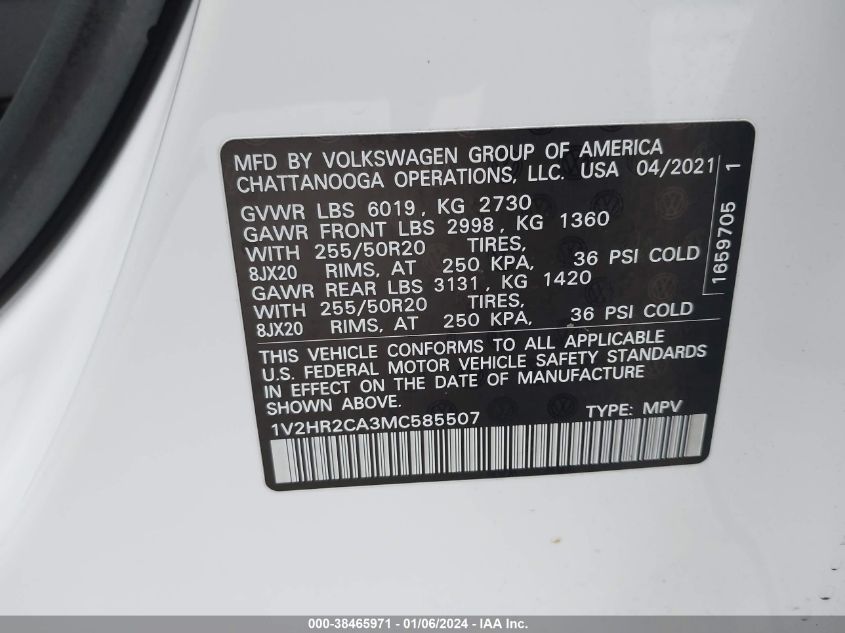 MFD BY VOLKSWAGEN GROUP OF AMERICA
CHATTANOOGA OPERATIONS, LLC. USA 04/2021
GVWR LBS 6019, KG 2730
GAWR FRONT LBS 2998, KG 1360
WITH 255/50R20 TIRES,
8JX20 RIMS, AT 250 KPA, 36 PSI COLD
GAWR REAR LBS 3131, KG 1420
WITH 255/50R20 TIRES,
8JX20 RIMS, AT 250 KPA, 36 PSI COLD
1659705 1
THIS VEHICLE CONFORMS TO ALL APPLICABLE
U.S. FEDERAL MOTOR VEHICLE SAFETY STANDARDS
IN EFFECT ON THE DATE OF MANUFACTURE
SHOWN ABOVE.
1V2HR2CA3MC585507 TYPE: MPV
000-38465971 - 01/06/2024 - IAA Inc.